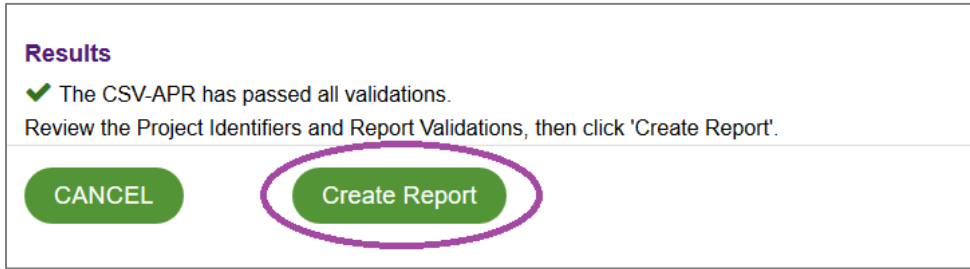 Results
The CSV-APR has passed all validations.
Review the Project Identifiers and Report Validations, then click 'Create Report'.
CANCEL
Create Report